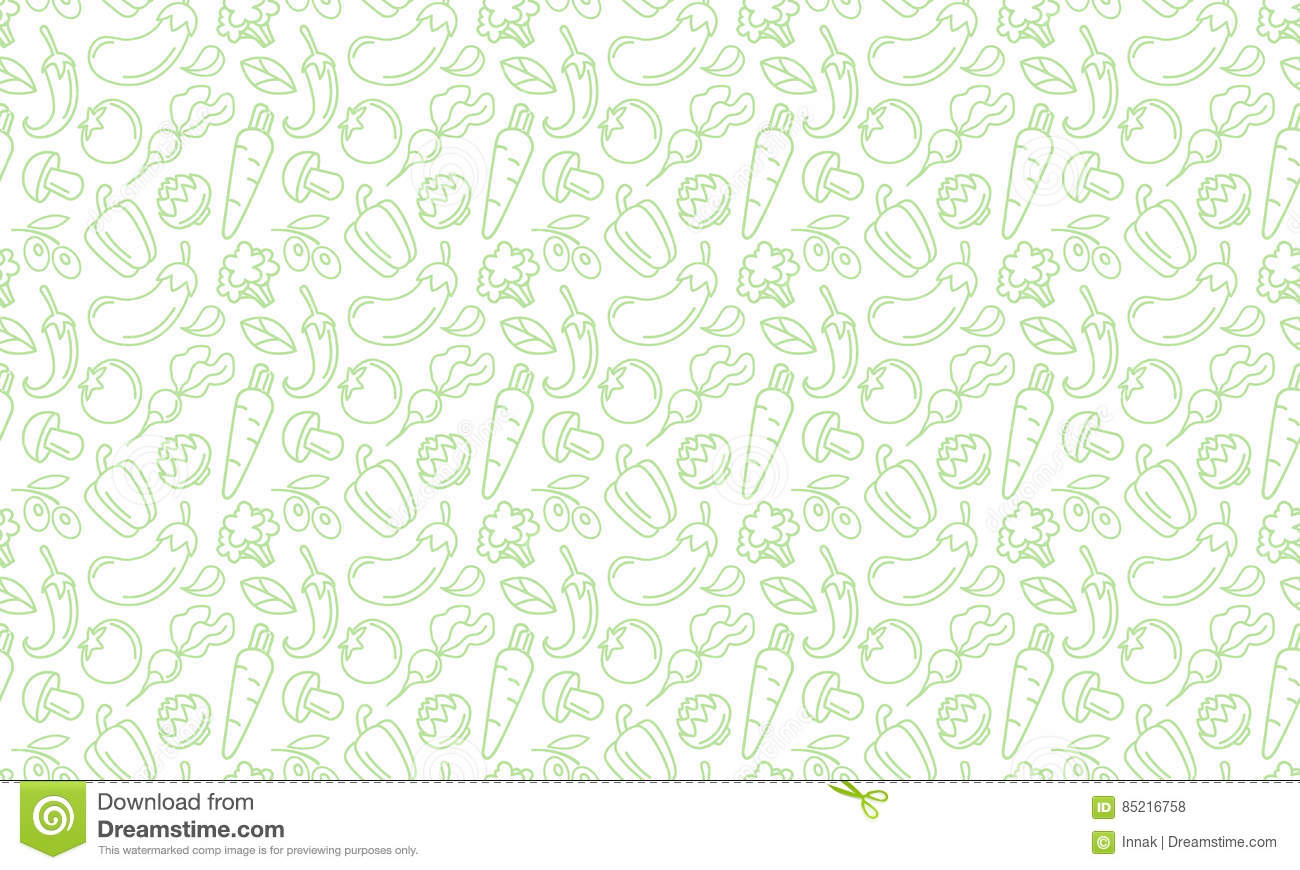 Download from
Dreamstime.com
This watermarked comp image is for previewing purposes only.
ID 85216758
© Innak | Dreamstime.com